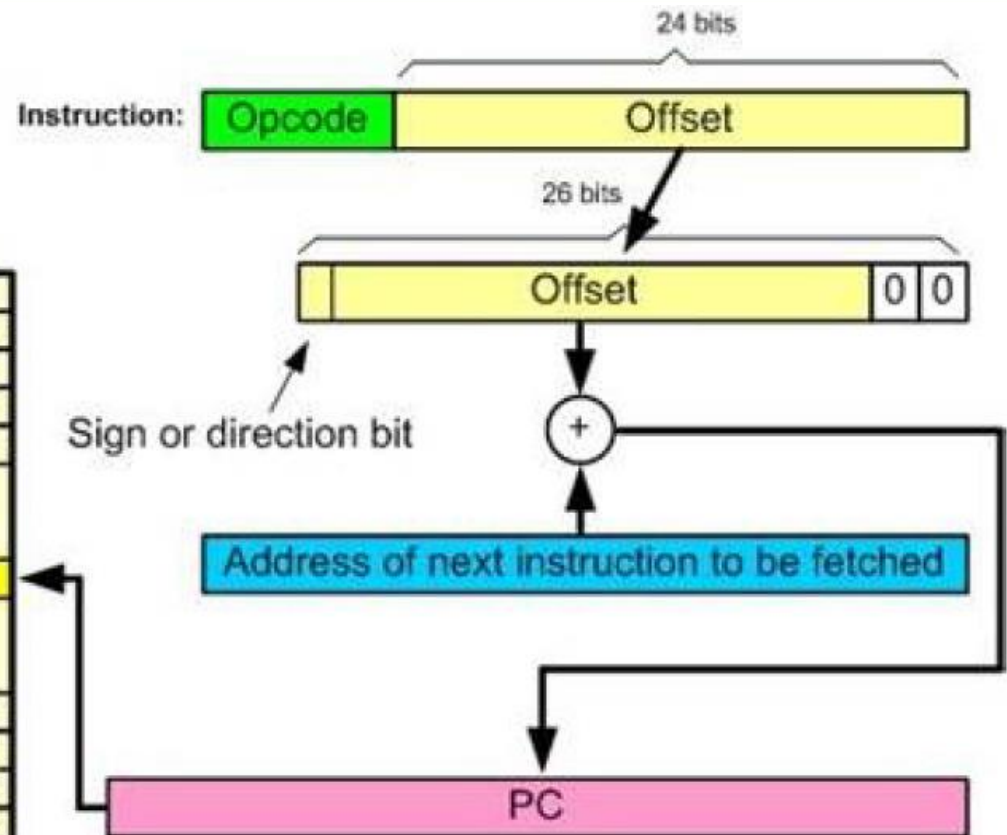 24 bits
Instruction: Opcode Offset
26 bits
Offset 0 0
Sign or direction bit
+
Address of next instruction to be fetched
PC